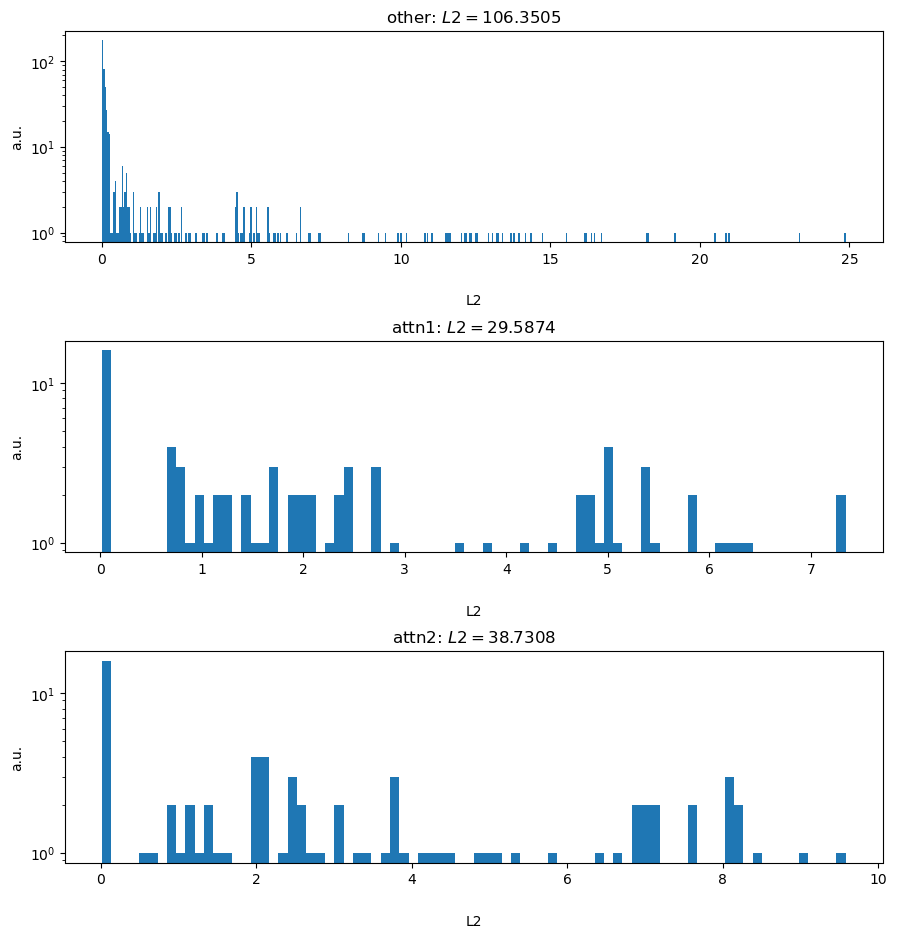 other: L2 = 106.3505
10²
10¹
10⁰
a.u.
0 5 10 15 20 25
L2
attn1: L2 = 29.5874
10¹
10⁰
a.u.
0 1 2 3 4 5 6 7
L2
attn2: L2 = 38.7308
10¹
10⁰
a.u.
0 2 4 6 8 10
L2